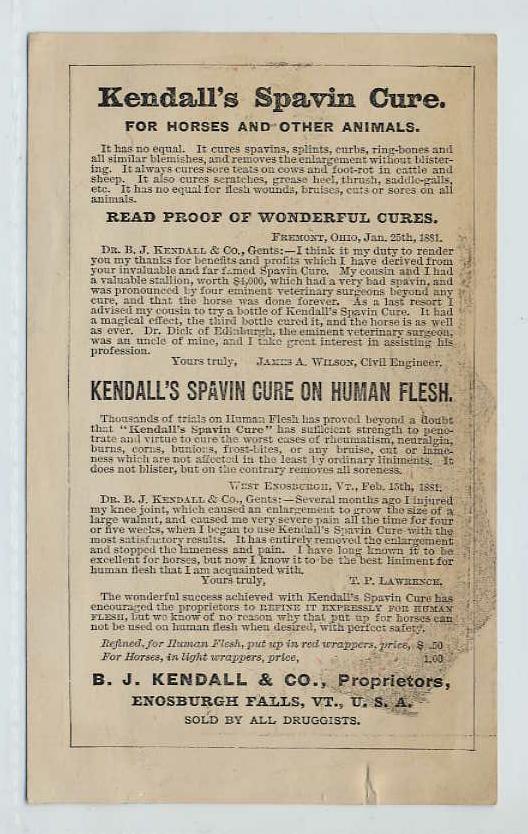 Kendall's Spavin Cure.
FOR HORSES AND OTHER ANIMALS.
It has no equal. It cures spavins, splints, curbs, ring-bones and
all similar blemishes, and removes the enlargement without blister-
ing. It always cures sore teats on cows and foot-rot in cattle and
sheep. It also cures scratches, grease heel, thrush, saddle-galls,
etc. It has no equal for flesh wounds, bruises, cuts or sores on all
animals.
READ PROOF OF WONDERFUL CURES.
FREMONT, OHIO, Jan. 25th, 1881.
DR. B. J. KENDALL & CO., Gents:—I think it my duty to render
you my thanks for benefits and profits which I have derived from
your invaluable and far famed Spavin Cure. My cousin and I had
a valuable stallion, worth $4,000, which had a very bad spavin, and
was pronounced by four eminent veterinary surgeons beyond any
cure, and that the horse was done forever. As a last resort I
advised my cousin to try a bottle of Kendall's Spavin Cure. It had
a magical effect, the third bottle cured it, and the horse is as well
as ever. Dr. Dick of Edinburgh, the eminent veterinary surgeon,
was an uncle of mine, and I take great interest in assisting his
profession.
Yours truly, JAMES A. WILSON, Civil Engineer.
KENDALL'S SPAVIN CURE ON HUMAN FLESH.
Thousands of trials on Human Flesh has proved beyond a doubt
that "Kendall's Spavin Cure" has sufficient strength to pene-
trate and virtue to cure the worst cases of rheumatism, neuralgia,
burns, corns, bunions, frost-bites, or any bruise, cut or lame-
ness which are not affected in the least by ordinary liniments. It
does not blister, but on the contrary removes all soreness.
WEST ENOSBURGH, VT., Feb. 15th, 1881.
DR. B. J. KENDALL & CO., Gents:—Several months ago I injured
my knee joint, which caused an enlargement to grow the size of a
large walnut, and caused me very severe pain all the time for four
or five weeks, when I began to use Kendall's Spavin Cure with the
most satisfactory results. It has entirely removed the enlargement
and stopped the lameness and pain. I have long known it to be
excellent for horses, but now I know it to be the best liniment for
human flesh that I am acquainted with.
Yours truly, T. P. LAWRENCE.
The wonderful success achieved with Kendall's Spavin Cure has
encouraged the proprietors to REFINE IT EXPRESSLY FOR HUMAN
FLESH, but we know of no reason why that put up for horses can
not be used on human flesh when desired, with perfect safety.
Refined, for Human Flesh, put up in red wrappers, price, $ .50
For Horses, in light wrappers, price, 1.00
B. J. KENDALL & CO., Proprietors,
ENOSBURGH FALLS, VT., U. S. A.
SOLD BY ALL DRUGGISTS.